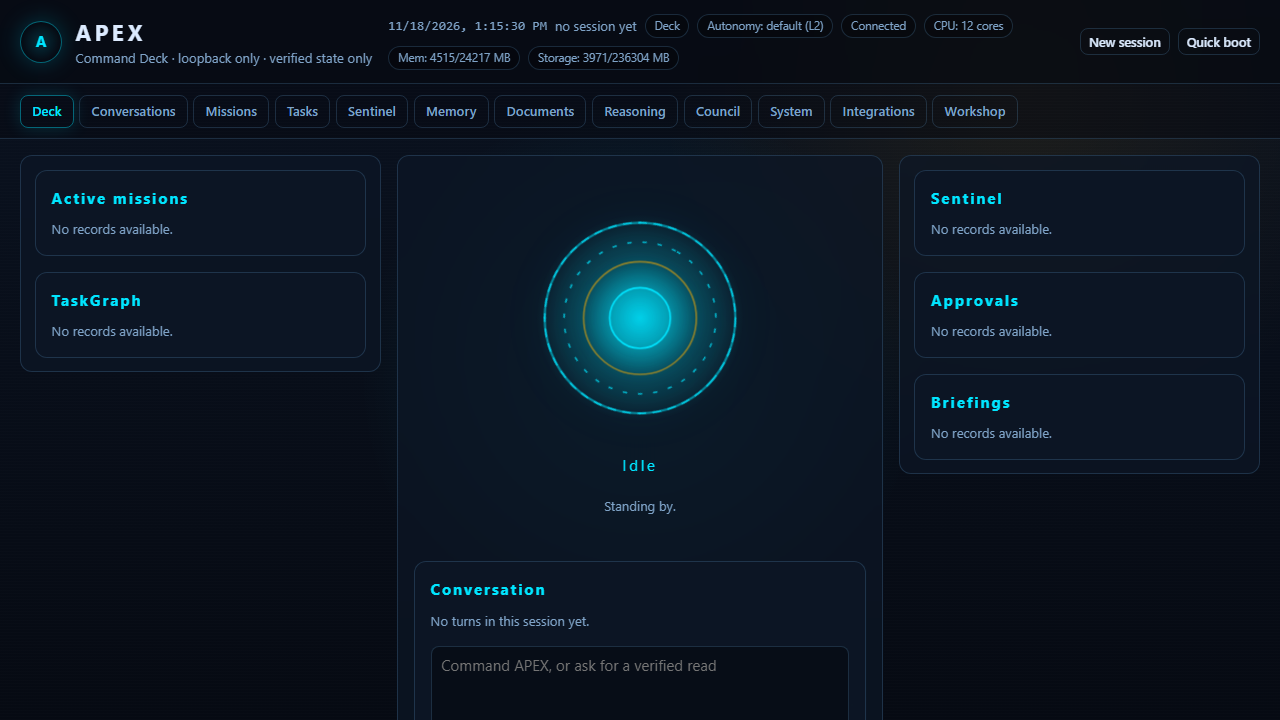 A
APEX
Command Deck · loopback only · verified state only
11/18/2026, 1:15:30 PM no session yet Deck Autonomy: default (L2) Connected CPU: 12 cores
Mem: 4515/24217 MB Storage: 3971/236304 MB
New session Quick boot
Deck Conversations Missions Tasks Sentinel Memory Documents Reasoning Council System Integrations Workshop
Active missions
No records available.
TaskGraph
No records available.
Idle
Standing by.
Conversation
No turns in this session yet.
Command APEX, or ask for a verified read
Sentinel
No records available.
Approvals
No records available.
Briefings
No records available.